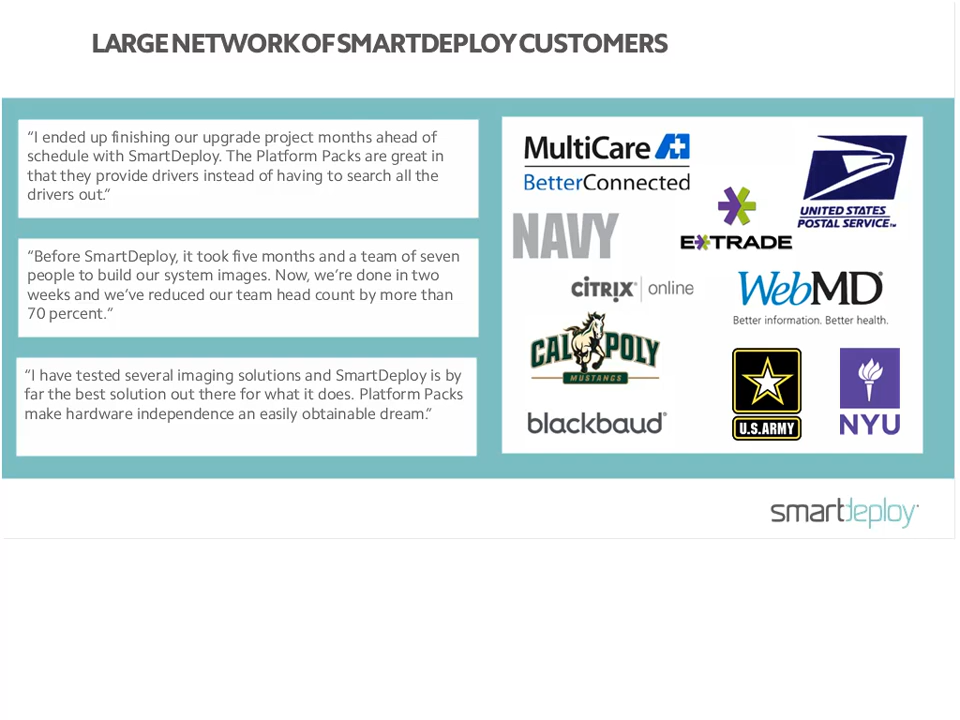 LARGE NETWORK OF SMARTDEPLOY CUSTOMERS
“I ended up finishing our upgrade project months ahead of
schedule with SmartDeploy. The Platform Packs are great in
that they provide drivers instead of having to search all the
drivers out.”
“Before SmartDeploy, it took five months and a team of seven
people to build our system images. Now, we’re done in two
weeks and we’ve reduced our team head count by more than
70 percent.”
“I have tested several imaging solutions and SmartDeploy is by
far the best solution out there for what it does. Platform Packs
make hardware independence an easily obtainable dream.”
MultiCare
BetterConnected
UNITED STATES
POSTAL SERVICE™
NAVY
E*TRADE
CITRIX® | online
WebMD®
Better information. Better health.
CAL POLY
MUSTANGS
U.S.ARMY
NYU
blackbaud®
smartdeploy